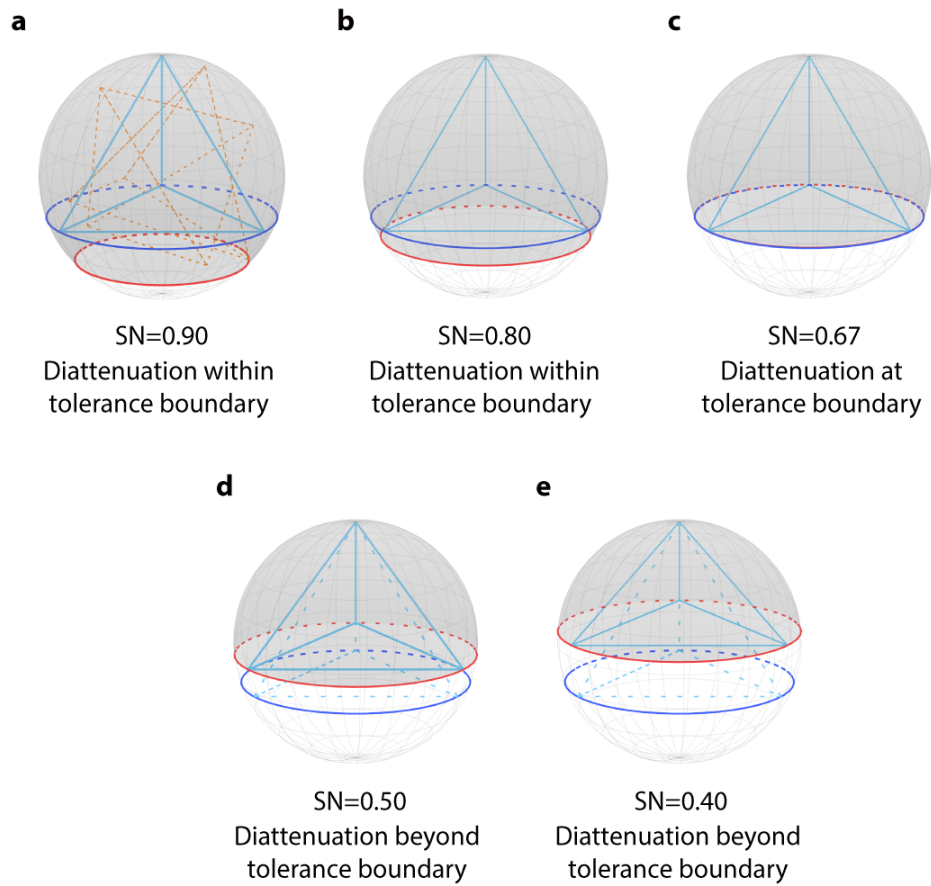 a
b
c
SN=0.90
Diattenuation within
tolerance boundary
SN=0.80
Diattenuation within
tolerance boundary
SN=0.67
Diattenuation at
tolerance boundary
d
e
SN=0.50
Diattenuation beyond
tolerance boundary
SN=0.40
Diattenuation beyond
tolerance boundary